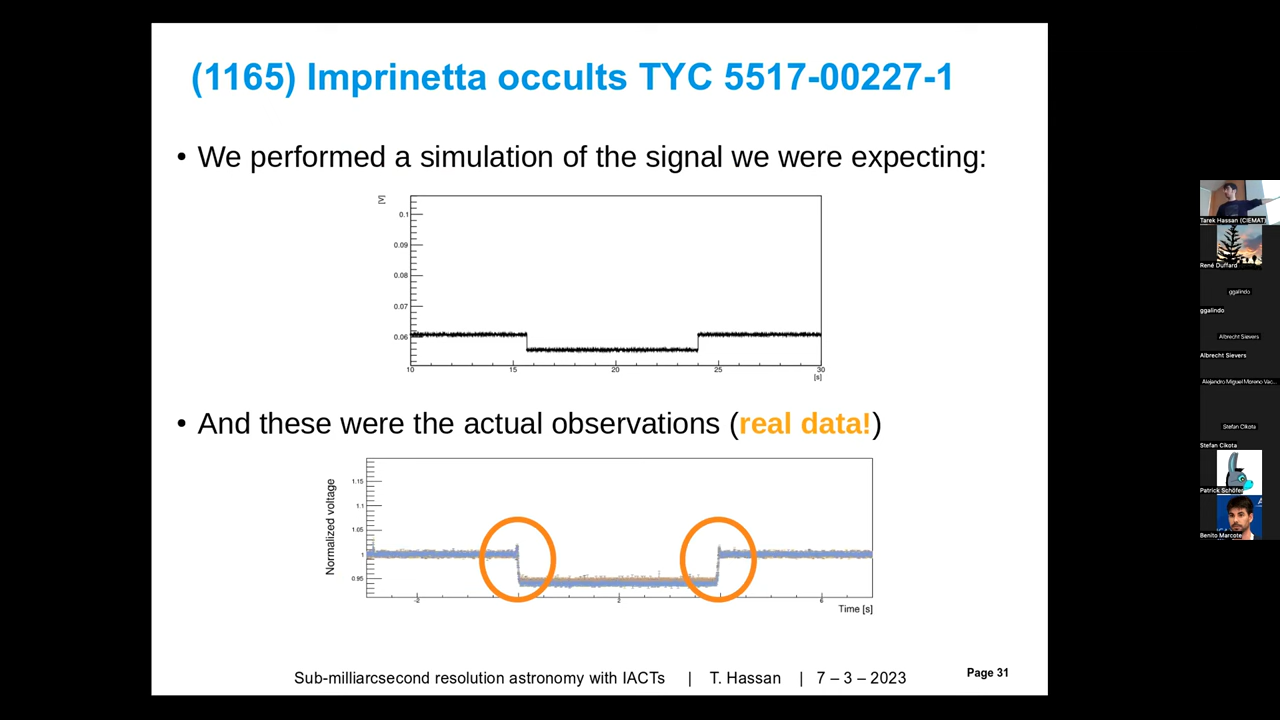 (1165) Imprinetta occults TYC 5517-00227-1
• We performed a simulation of the signal we were expecting:
[V]
0.1
0.09
0.08
0.07
0.06
10 15 20 25 30
[s]
• And these were the actual observations (real data!)
Normalized voltage
1.15
1.1
1.05
1
0.95
-2 2 6
Time [s]
Sub-milliarcsecond resolution astronomy with IACTs | T. Hassan | 7 – 3 – 2023
Page 31
Tarek Hassan (CIEMAT)
René Duffard
ggalindo
ggalindo
Albrecht Sievers
Albrecht Sievers
Alejandro Miguel Moreno Vac...
Stefan Cikota
Stefan Cikota
Patrick Schöfer
Benito Marcote